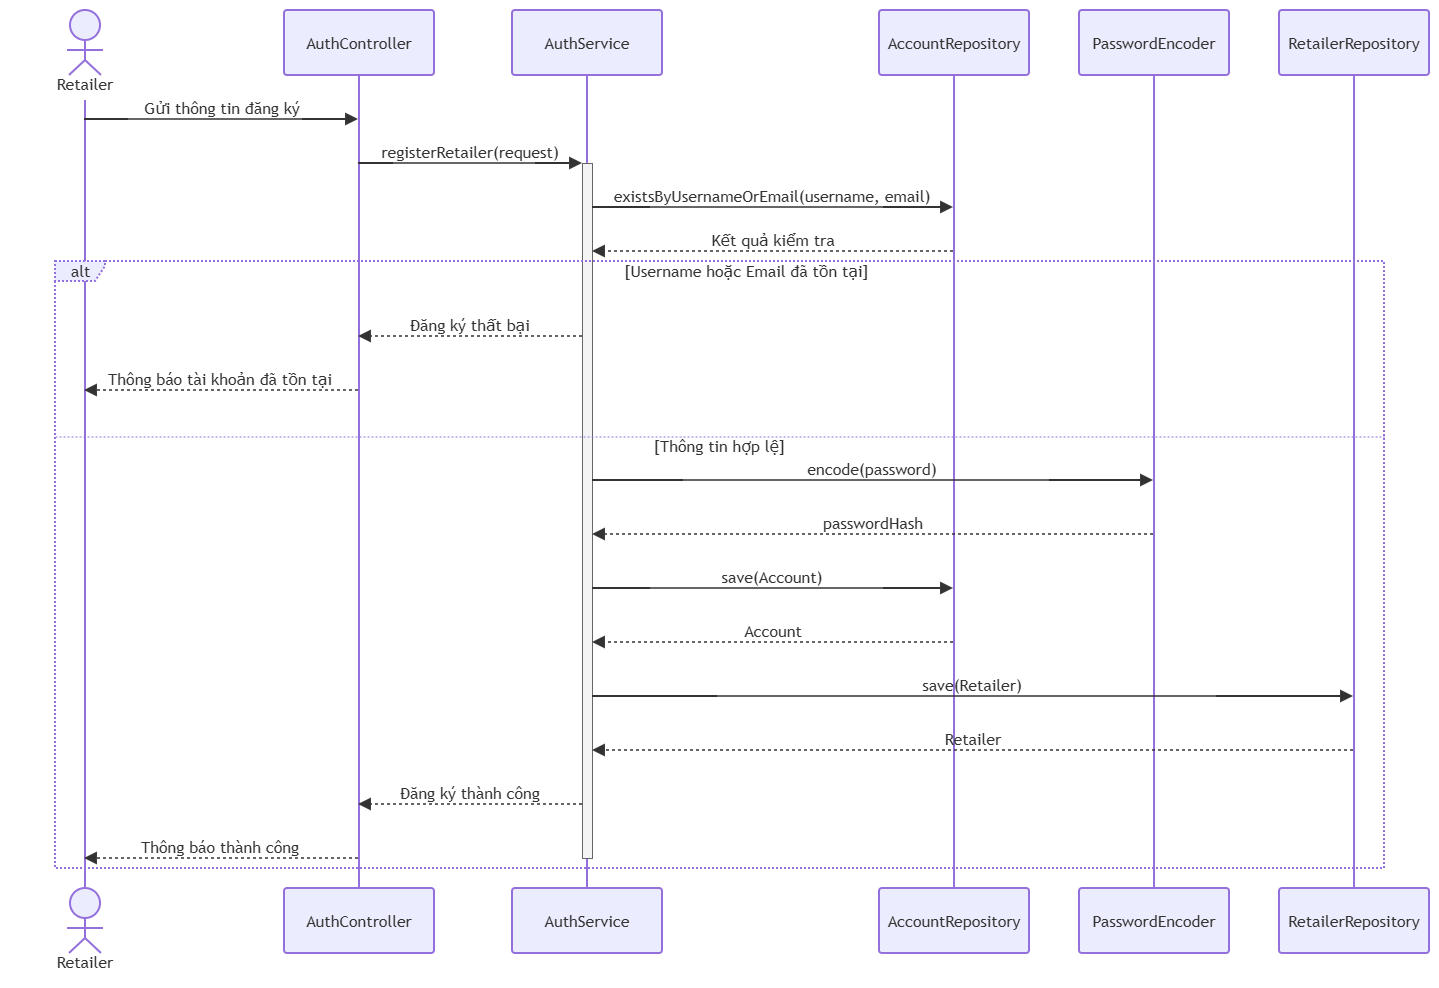 Retailer
AuthController
AuthService
AccountRepository
PasswordEncoder
RetailerRepository
Gửi thông tin đăng ký
registerRetailer(request)
existsByUsernameOrEmail(username, email)
Kết quả kiểm tra
alt
[Username hoặc Email đã tồn tại]
Đăng ký thất bại
Thông báo tài khoản đã tồn tại
[Thông tin hợp lệ]
encode(password)
passwordHash
save(Account)
Account
save(Retailer)
Retailer
Đăng ký thành công
Thông báo thành công
Retailer
AuthController
AuthService
AccountRepository
PasswordEncoder
RetailerRepository